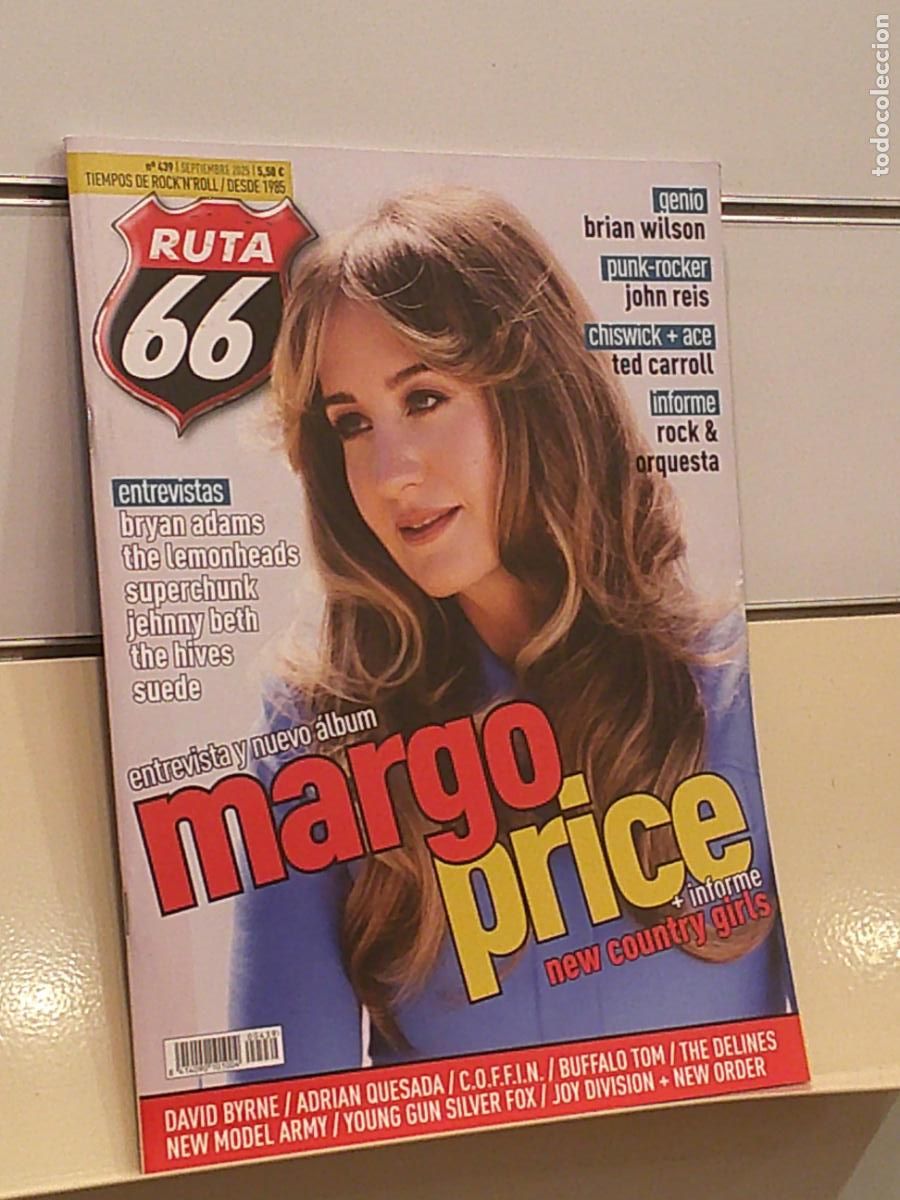 nº 439 | SEPTIEMBRE 2025 | 5,50 €
TIEMPOS DE ROCK'N'ROLL / DESDE 1985
RUTA
66
genio
brian wilson
punk-rocker
john reis
chiswick + ace
ted carroll
informe
rock &
orquesta
entrevistas
bryan adams
the lemonheads
superchunk
jehnny beth
the hives
suede
entrevista y nuevo álbum
margo
price
+ informe
new country girls
00439
DAVID BYRNE / ADRIAN QUESADA / C.O.F.F.I.N. / BUFFALO TOM / THE DELINES
NEW MODEL ARMY / YOUNG GUN SILVER FOX / JOY DIVISION + NEW ORDER
todocoleccion